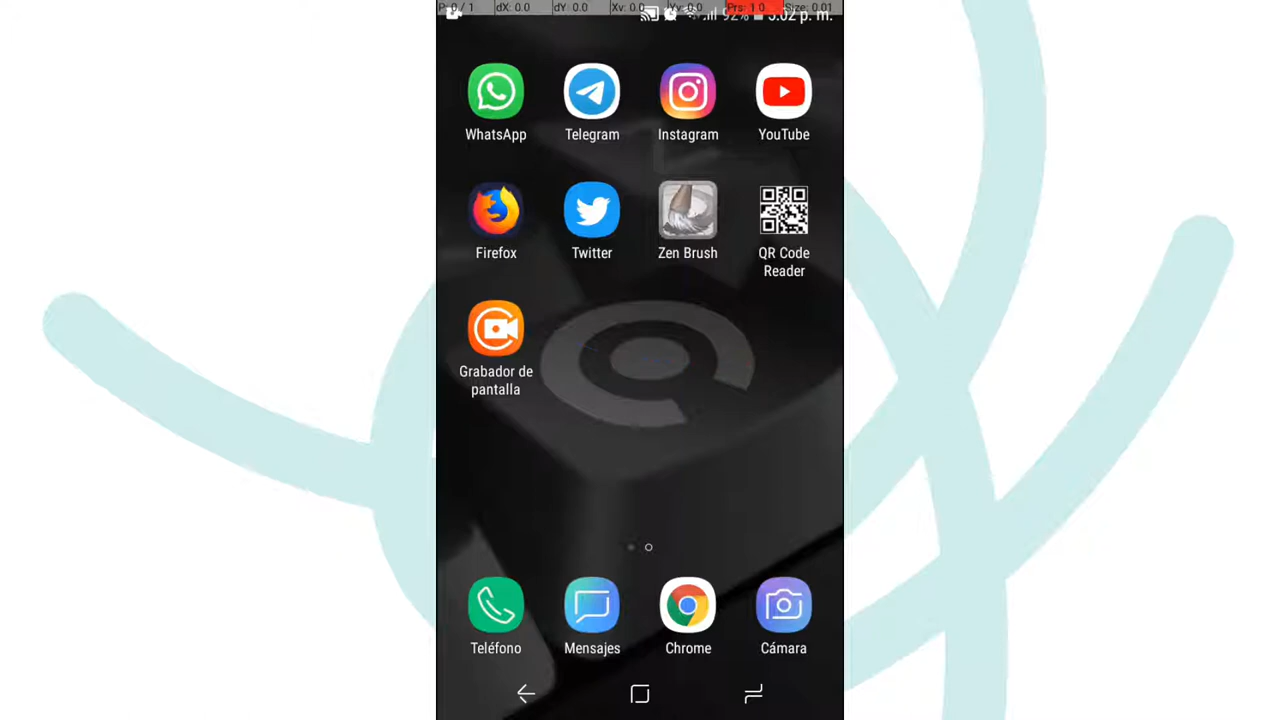 P: 0 / 1 dX: 0.0 dY: 0.0 Xv: 0.0 Yv: 0.0 Prs: 1.0 Size: 0.01
92% 5:02 p. m.
WhatsApp Telegram Instagram YouTube
Firefox Twitter Zen Brush QR Code
Reader
Grabador de
pantalla
Teléfono Mensajes Chrome Cámara